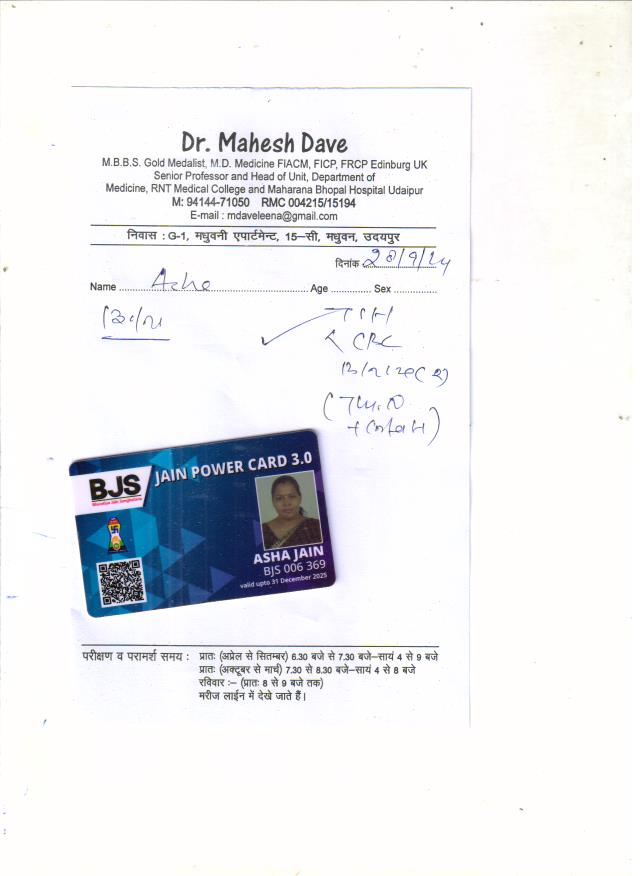 Dr. Mahesh Dave
M.B.B.S. Gold Medalist, M.D. Medicine FIACM, FICP, FRCP Edinburg UK
Senior Professor and Head of Unit, Department of
Medicine, RNT Medical College and Maharana Bhopal Hospital Udaipur
M: 94144-71050 RMC 004215/15194
E-mail : mdaveleena@gmail.com
निवास : G-1, मधुवनी एपार्टमेन्ट, 15–सी, मधुवन, उदयपुर
दिनांक
Name Asha Age Sex
TSH
CBC
BJS
JAIN POWER CARD 3.0
ASHA JAIN
BJS 006 369
valid upto 31 December 2025
परीक्षण व परामर्श समय : प्रातः (अप्रेल से सितम्बर) 6.30 बजे से 7.30 बजे–सायं 4 से 9 बजे
प्रातः (अक्टूबर से मार्च) 7.30 से 8.30 बजे–सायं 4 से 8 बजे
रविवार :– (प्रातः 8 से 9 बजे तक)
मरीज लाईन में देखे जाते हैं।